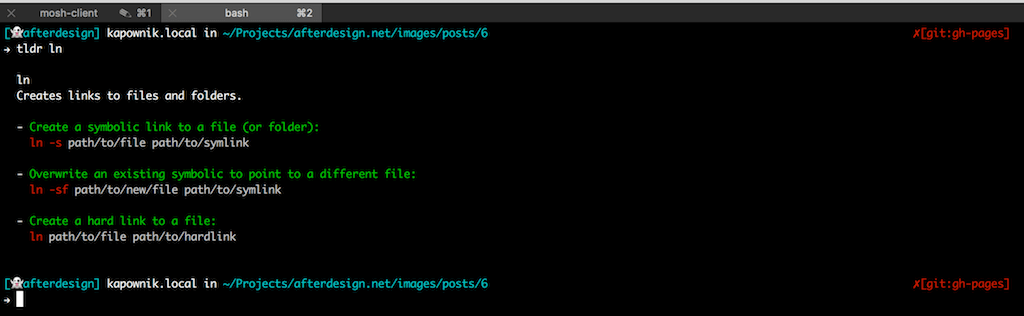 mosh-client ⌘1 bash ⌘2
[👻afterdesign] kapownik.local in ~/Projects/afterdesign.net/images/posts/6 ✗[git:gh-pages]
→ tldr ln
ln
Creates links to files and folders.
- Create a symbolic link to a file (or folder):
ln -s path/to/file path/to/symlink
- Overwrite an existing symbolic to point to a different file:
ln -sf path/to/new/file path/to/symlink
- Create a hard link to a file:
ln path/to/file path/to/hardlink
[👻afterdesign] kapownik.local in ~/Projects/afterdesign.net/images/posts/6 ✗[git:gh-pages]
→